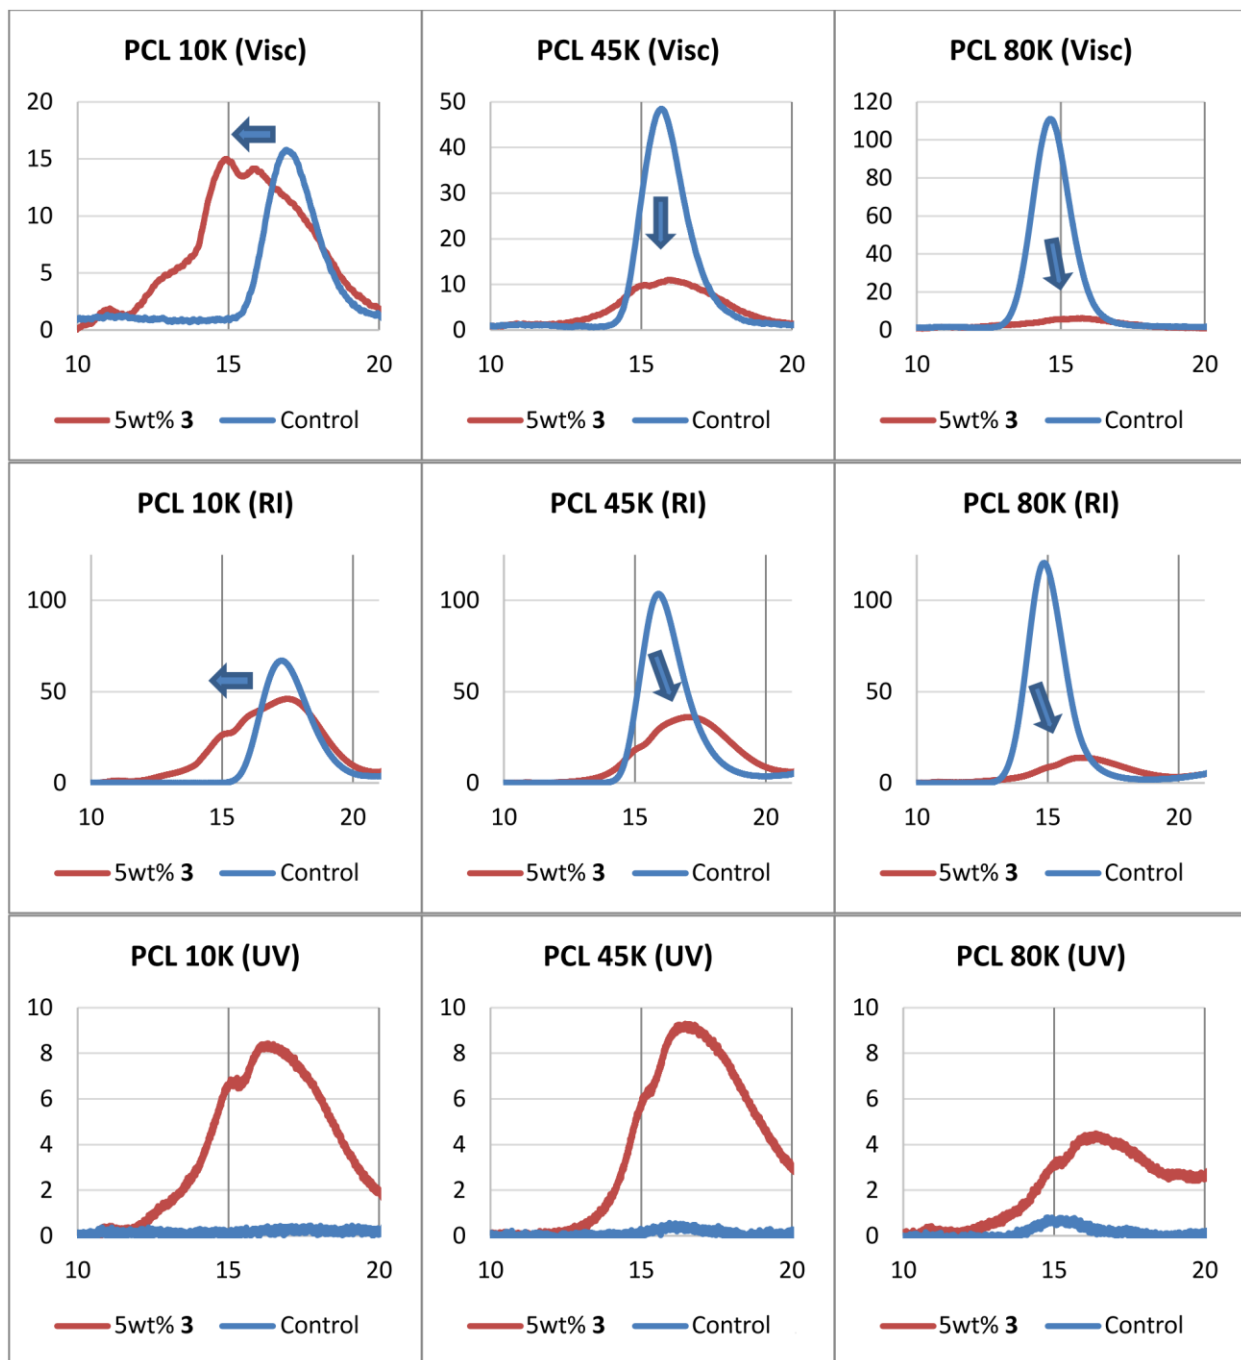 PCL 10K (Visc)
20
15
10
5
0
10 15 20
5wt% 3 Control
PCL 45K (Visc)
50
40
30
20
10
0
10 15 20
5wt% 3 Control
PCL 80K (Visc)
120
100
80
60
40
20
0
10 15 20
5wt% 3 Control
PCL 10K (RI)
100
50
0
10 15 20
5wt% 3 Control
PCL 45K (RI)
100
50
0
10 15 20
5wt% 3 Control
PCL 80K (RI)
100
50
0
10 15 20
5wt% 3 Control
PCL 10K (UV)
10
8
6
4
2
0
10 15 20
5wt% 3 Control
PCL 45K (UV)
10
8
6
4
2
0
10 15 20
5wt% 3 Control
PCL 80K (UV)
10
8
6
4
2
0
10 15 20
5wt% 3 Control